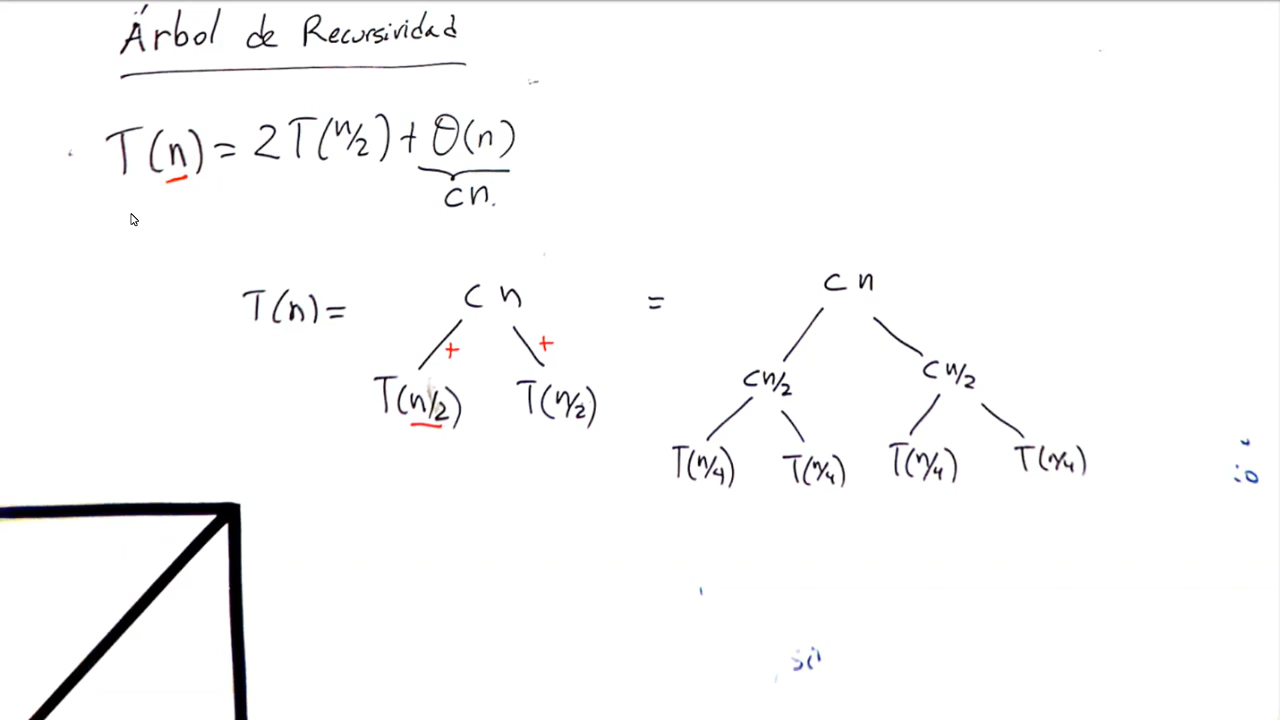 Árbol de Recursividad
T(n) = 2T(n/2) + Θ(n)
cn.
T(n) = cn = cn
+ +
T(n/2) T(n/2) cn/2 cn/2
T(n/4) T(n/4) T(n/4) T(n/4)